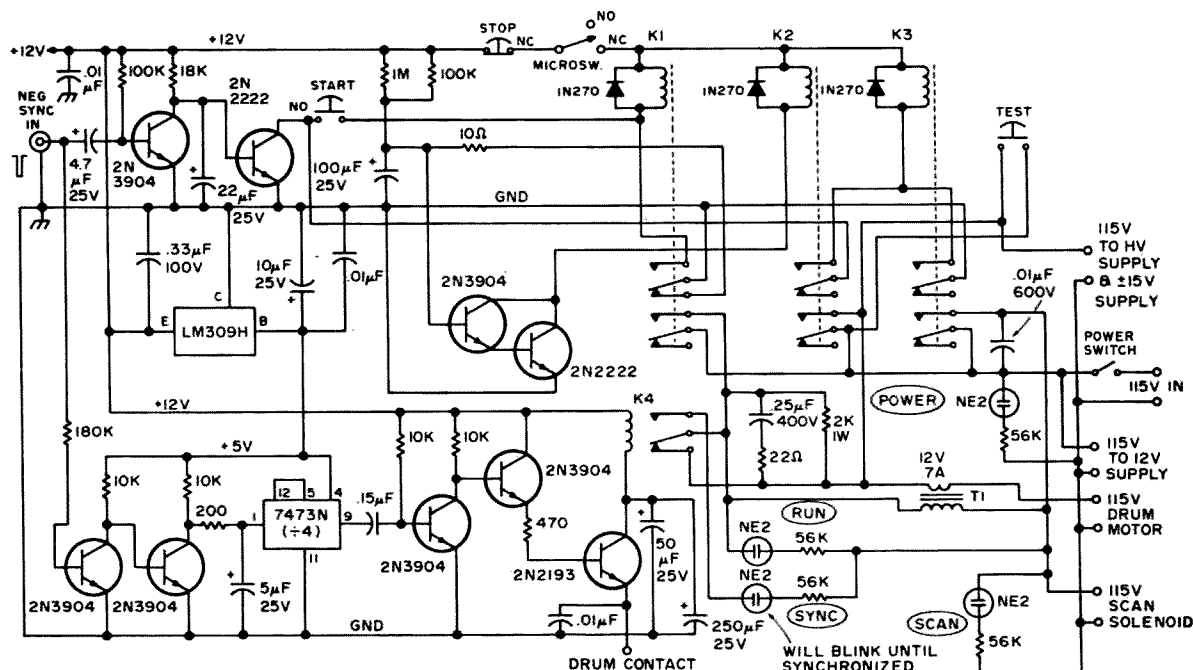 +12V
+12V
STOP
NC
NO
NC
MICROSW.
K1
K2
K3
.01
μF
100K
18K
2N
2222
START
NO
1M
100K
1N270
1N270
1N270
TEST
NEG
SYNC
IN
4.7
μF
25V
2N
3904
22μF
25V
100μF
25V
10Ω
GND
.33μF
100V
10μF
25V
.01μF
C
E
LM309H
B
2N3904
2N2222
115V
TO HV
SUPPLY
& ±15V
SUPPLY
.01μF
600V
POWER
SWITCH
115V IN
POWER
NE2
56K
+12V
180K
+5V
10K
10K
200
12
5
4
1
7473N
(÷4)
9
11
.15μF
10K
10K
2N3904
470
2N3904
2N2193
K4
.25μF
400V
2K
1W
22Ω
12V
7A
T1
115V
TO 12V
SUPPLY
115V
DRUM
MOTOR
RUN
NE2
56K
NE2
56K
SYNC
50
μF
25V
2N3904
2N3904
5μF
25V
GND
.01μF
250μF
25V
DRUM CONTACT
WILL BLINK UNTIL
SYNCHRONIZED
SCAN
NE2
56K
115V
SCAN
SOLENOID